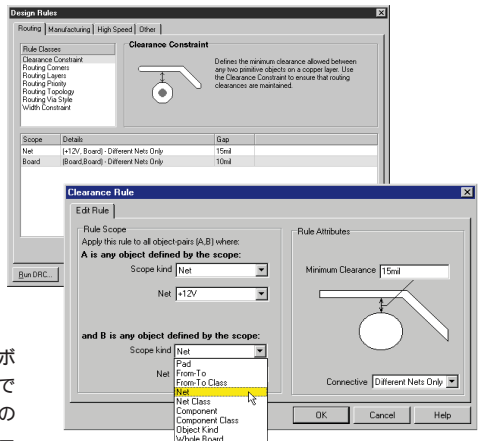 Design Rules
Routing Manufacturing High Speed Other
Rule Classes
Clearance Constraint
Routing Corners
Routing Layers
Routing Priority
Routing Topology
Routing Via Style
Width Constraint
Clearance Constraint
Defines the minimum clearance allowed between
any two primitive objects on a copper layer. Use
the Clearance Constraint to ensure that routing
clearances are maintained.
Scope Details Gap
Net (+12V, Board) - Different Nets Only 15mil
Board (Board,Board) - Different Nets Only 10mil
Run DRC...
Clearance Rule
Edit Rule
Rule Scope
Apply this rule to all object-pairs (A,B) where:
A is any object defined by the scope:
Scope kind Net
Net +12V
and B is any object defined by the scope:
Scope kind Net
Net
Pad
From-To
From-To Class
Net
Net Class
Component
Component Class
Object Kind
Whole Board
Rule Attributes
Minimum Clearance 15mil
Connective Different Nets Only
OK Cancel Help
ボ
で
の